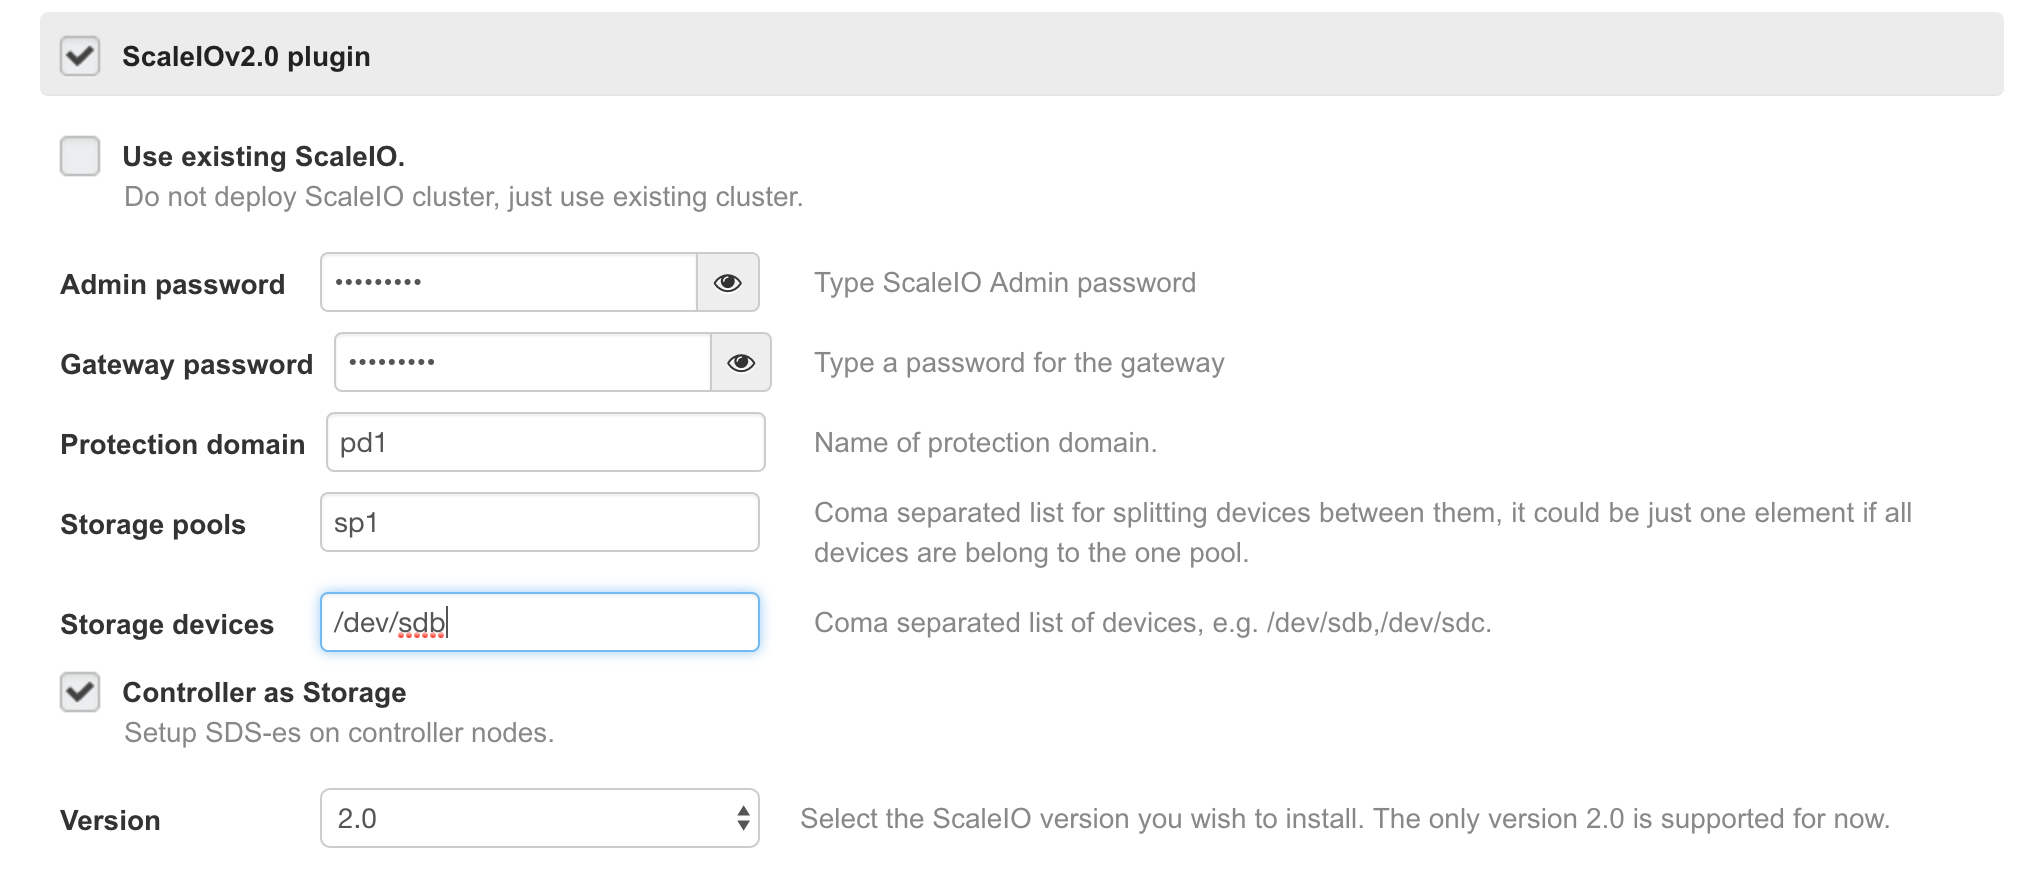 ScaleIOv2.0 plugin
Use existing ScaleIO.
Do not deploy ScaleIO cluster, just use existing cluster.
Admin password ••••••••• Type ScaleIO Admin password
Gateway password ••••••••• Type a password for the gateway
Protection domain pd1 Name of protection domain.
Storage pools sp1 Coma separated list for splitting devices between them, it could be just one element if all
devices are belong to the one pool.
Storage devices /dev/sdb Coma separated list of devices, e.g. /dev/sdb,/dev/sdc.
Controller as Storage
Setup SDS-es on controller nodes.
Version 2.0 Select the ScaleIO version you wish to install. The only version 2.0 is supported for now.